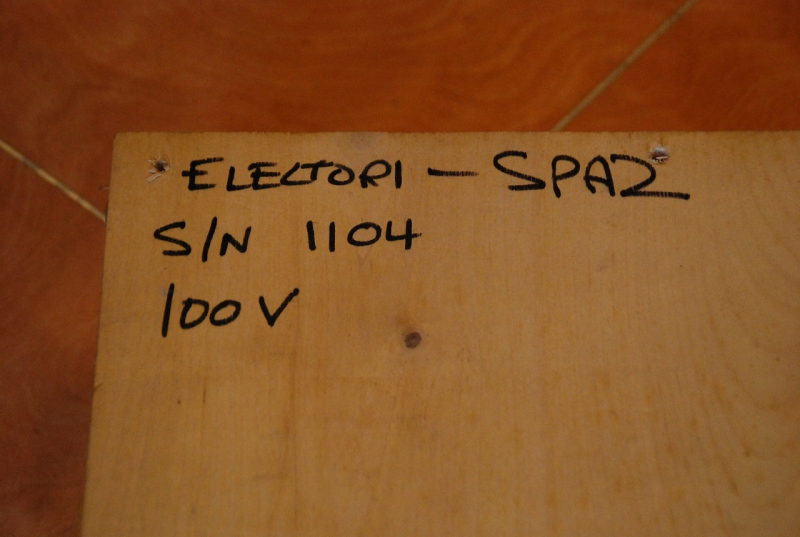 ELECTORI — SPA2
S/N 1104
100V